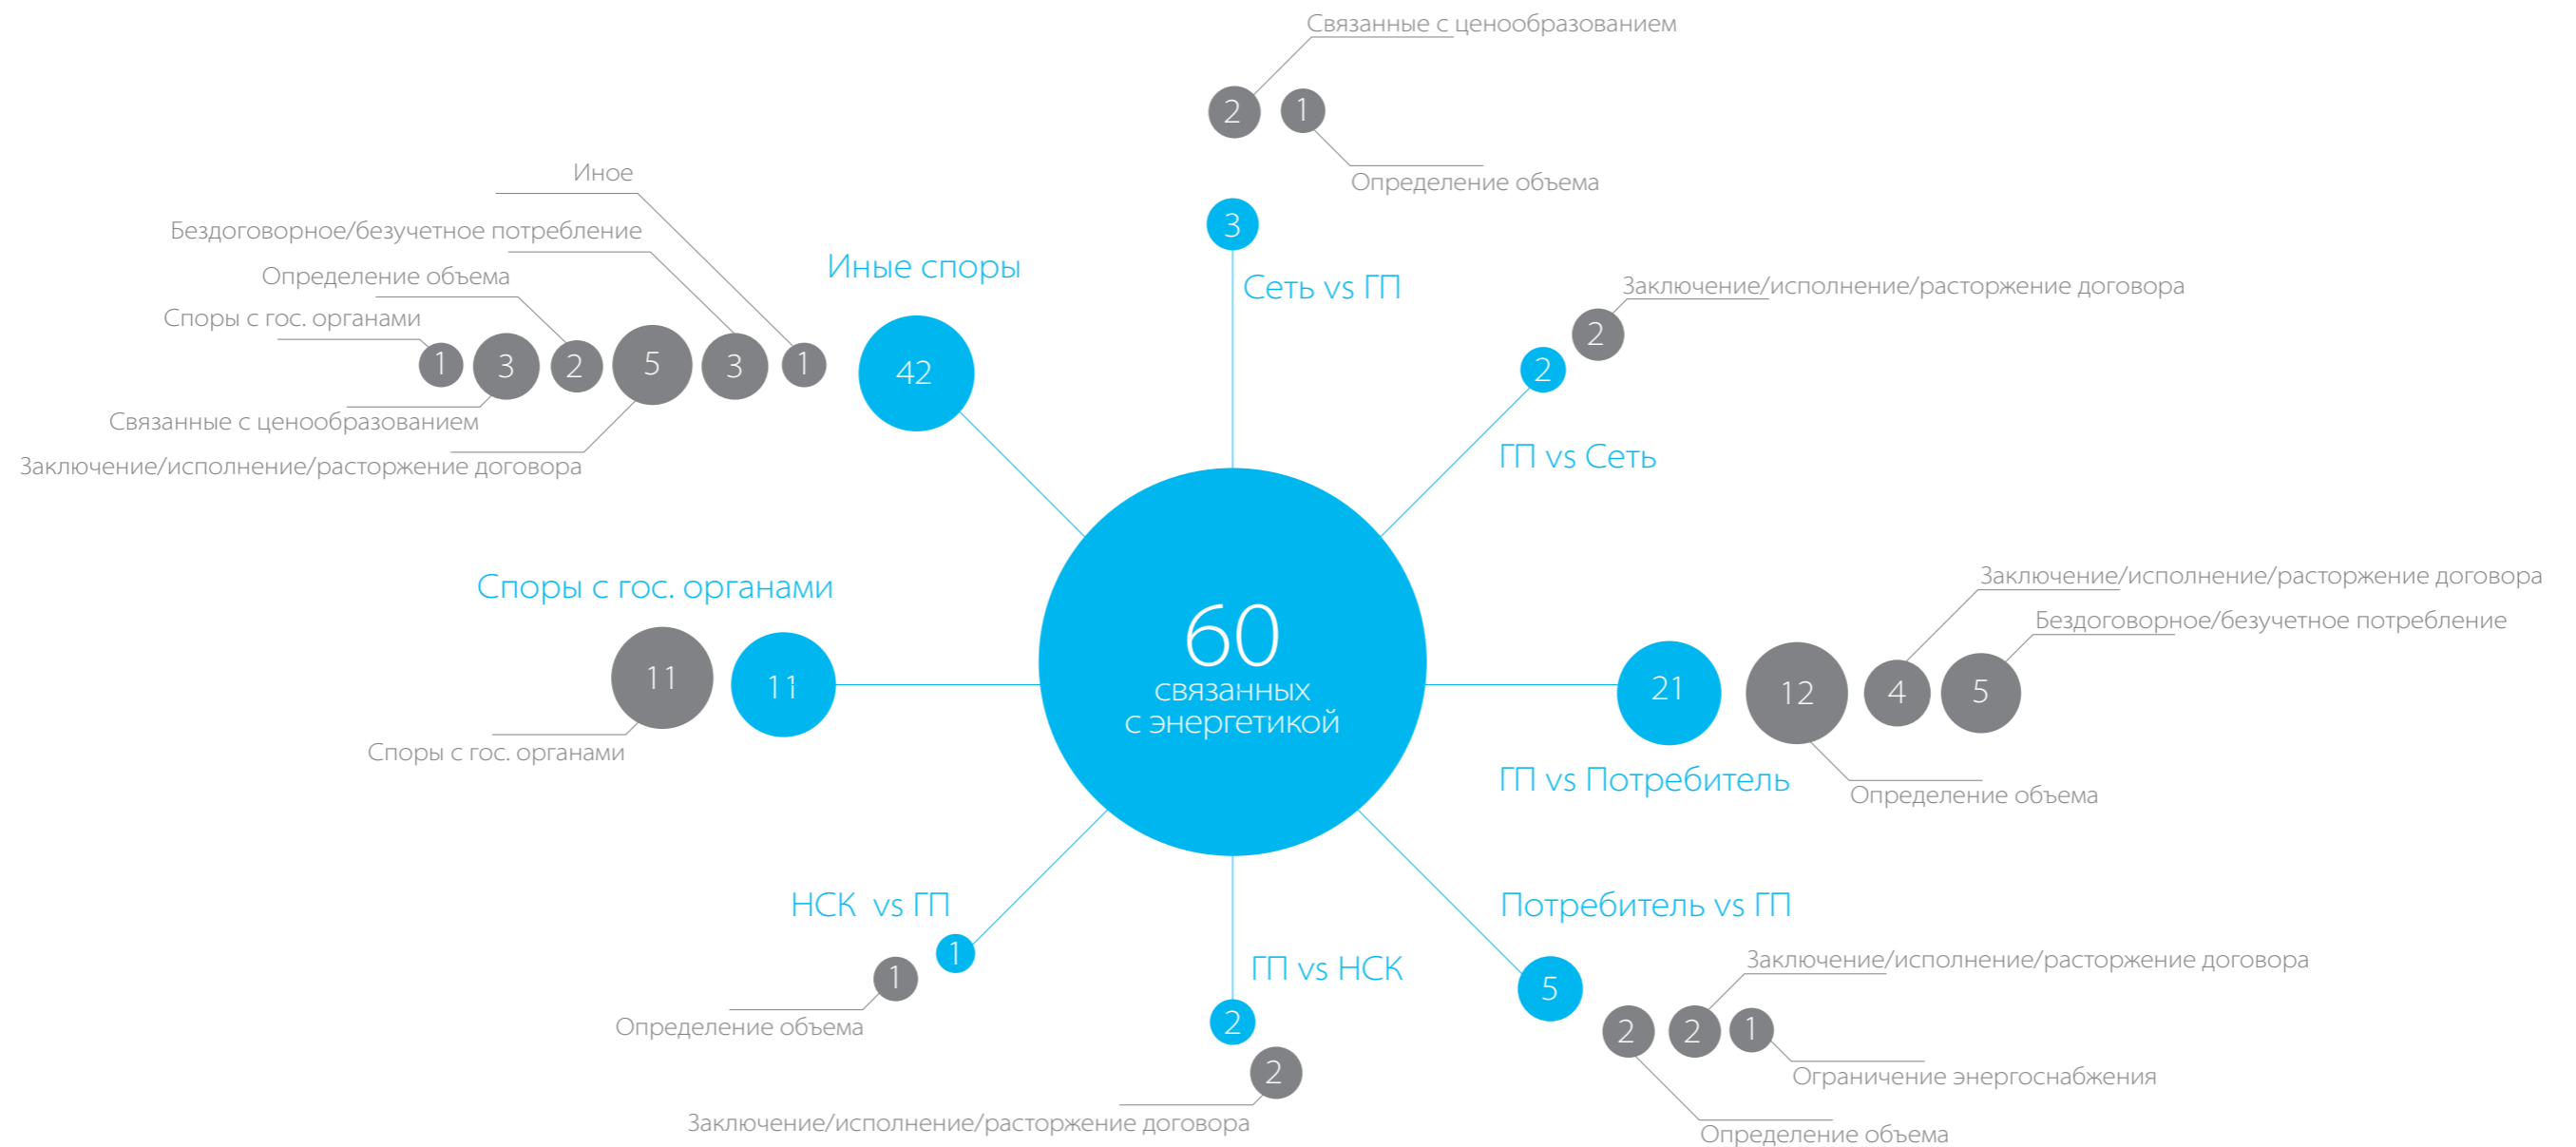 Связанные с ценообразованием
2
1
Определение объема
3
Сеть vs ГП
Иное
Бездоговорное/безучетное потребление
Определение объема
Споры с гос. органами
1
3
2
5
3
1
Связанные с ценообразованием
Заключение/исполнение/расторжение договора
Иные споры
42
Заключение/исполнение/расторжение договора
2
2
ГП vs Сеть
Споры с гос. органами
11
11
Споры с гос. органами
60
связанных
с энергетикой
Заключение/исполнение/расторжение договора
Бездоговорное/безучетное потребление
21
12
4
5
ГП vs Потребитель
Определение объема
НСК vs ГП
1
1
Определение объема
ГП vs НСК
2
2
Заключение/исполнение/расторжение договора
Потребитель vs ГП
5
Заключение/исполнение/расторжение договора
2
2
1
Ограничение энергоснабжения
Определение объема